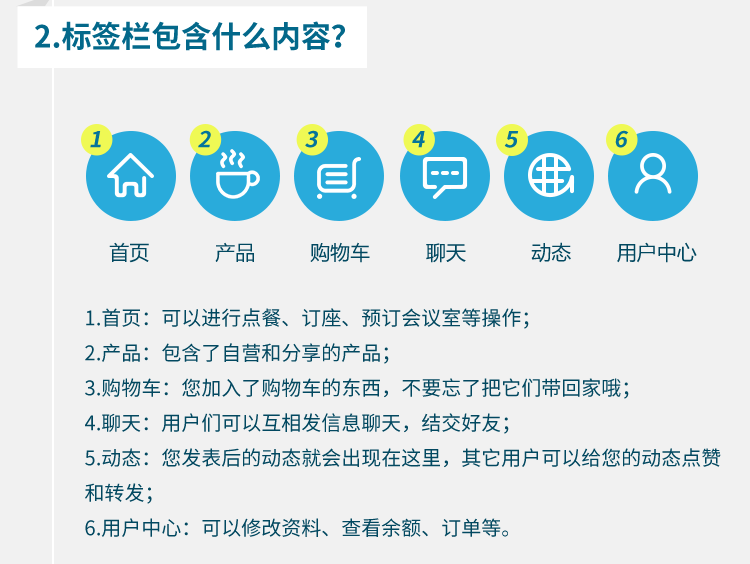 2.标签栏包含什么内容?
1 2 3 4 5 6
首页 产品 购物车 聊天 动态 用户中心
1.首页：可以进行点餐、订座、预订会议室等操作；
2.产品：包含了自营和分享的产品；
3.购物车：您加入了购物车的东西，不要忘了把它们带回家哦；
4.聊天：用户们可以互相发信息聊天，结交好友；
5.动态：您发表后的动态就会出现在这里，其它用户可以给您的动态点赞
和转发；
6.用户中心：可以修改资料、查看余额、订单等。